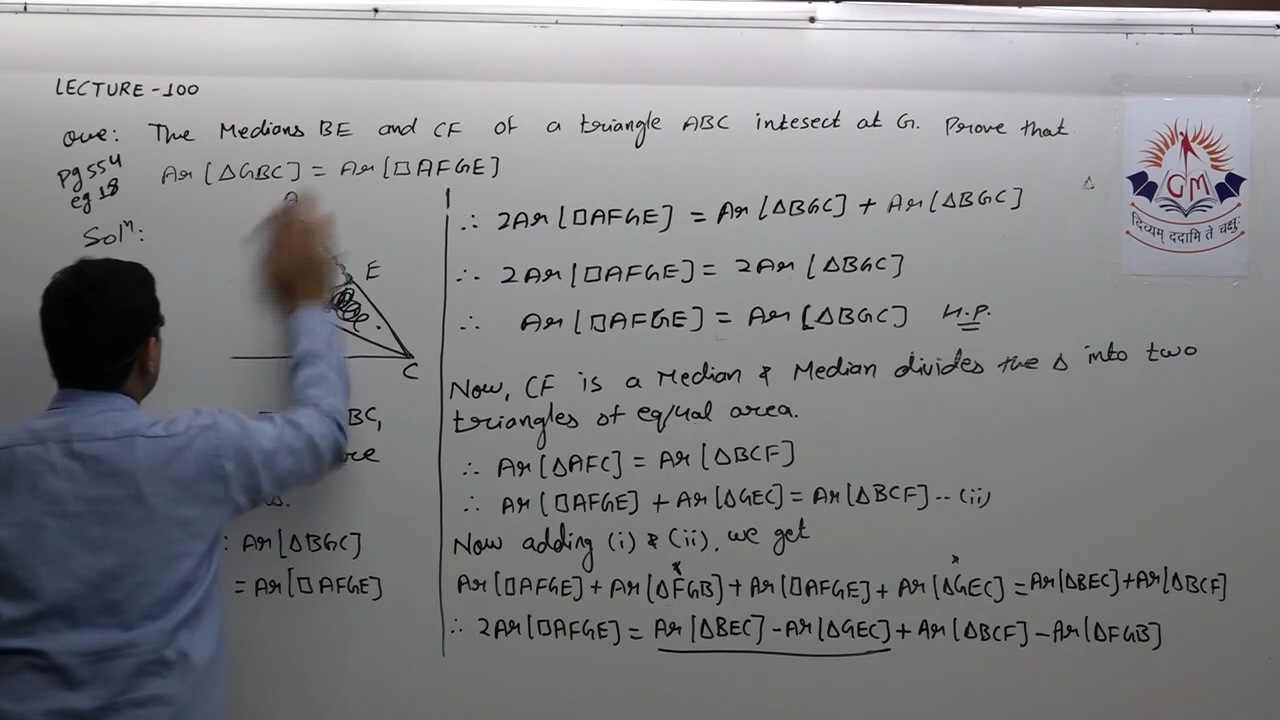 LECTURE - 100
Que: The Medians BE and CF of a triangle ABC intesect at G. Prove that
pg 554
eg 18
Ar[△GBC] = Ar[□AFGE]
Solⁿ:
A
E
C
BC,
= Ar[□AFGE]
: Ar[△BGC]
∴ 2Ar[□AFGE] = Ar[△BGC] + Ar[△BGC]
∴ 2Ar[□AFGE] = 2Ar[△BGC]
∴ Ar[□AFGE] = Ar[△BGC] H.P.
Now, CF is a Median & Median divides the △ into two
triangles of equal area.
∴ Ar[△AFC] = Ar[△BCF]
∴ Ar[□AFGE] + Ar[△GEC] = Ar[△BCF] -- (ii)
Now adding (i) & (ii), we get
Ar[□AFGE] + Ar[△FGB] + Ar[□AFGE] + Ar[△GEC] = Ar[△BEC] + Ar[△BCF]
∴ 2Ar[□AFGE] = Ar[△BEC] - Ar[△GEC] + Ar[△BCF] - Ar[△FGB]
△
GM
दिव्यम् ददामि ते चक्षुः